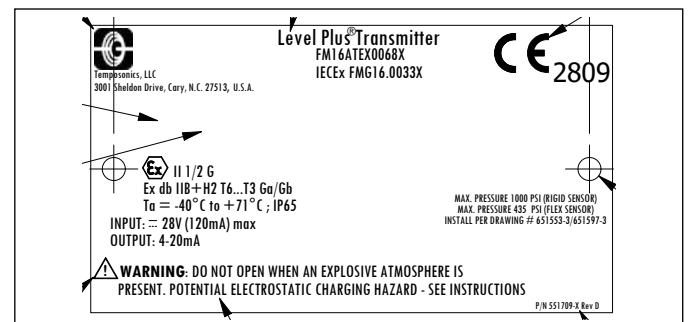 Level Plus® Transmitter
FM16ATEX0068X
IECEx FMG16.0033X
CE 2809
Temposonics, LLC
3001 Sheldon Drive, Cary, N.C. 27513, U.S.A.
Ex II 1/2 G
Ex db IIB+H2 T6...T3 Ga/Gb
Ta = -40°C to +71°C ; IP65
INPUT: ⎓ 28V (120mA) max
OUTPUT: 4-20mA
MAX. PRESSURE 1000 PSI (RIGID SENSOR)
MAX. PRESSURE 435 PSI (FLEX SENSOR)
INSTALL PER DRAWING # 651553-3/651597-3
WARNING: DO NOT OPEN WHEN AN EXPLOSIVE ATMOSPHERE IS
PRESENT. POTENTIAL ELECTROSTATIC CHARGING HAZARD - SEE INSTRUCTIONS
P/N 551709-X Rev D